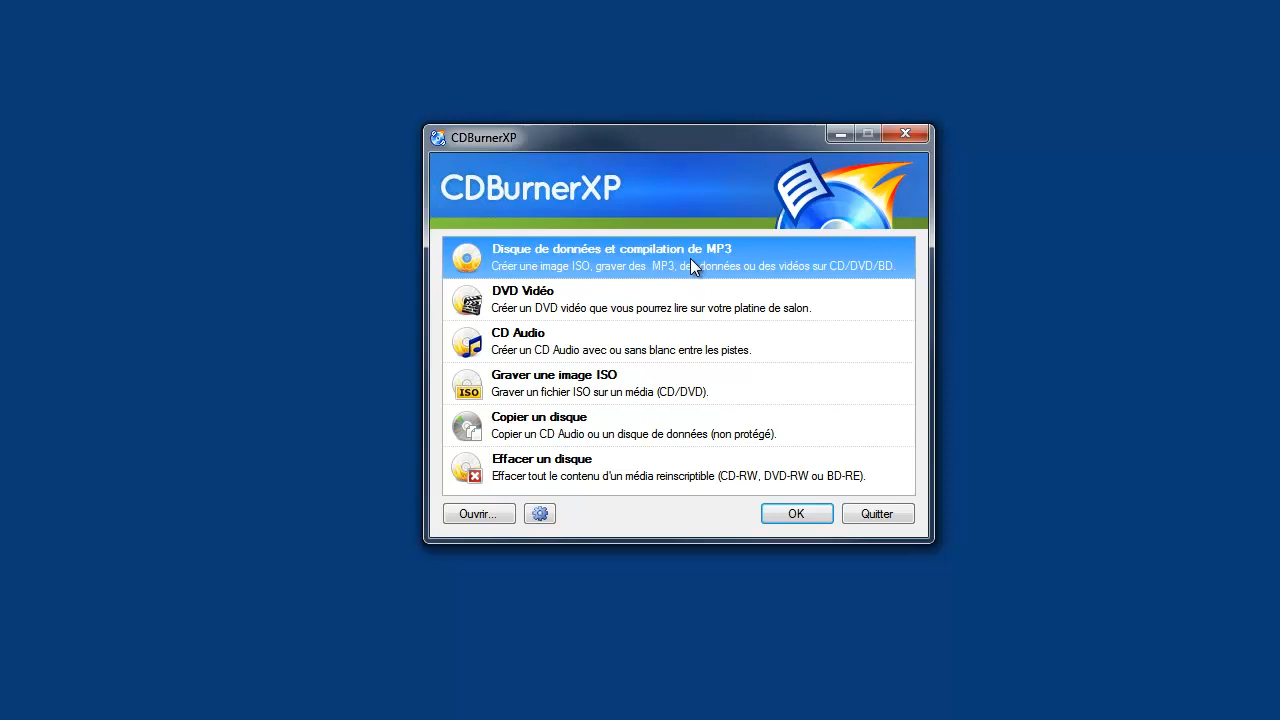 CDBurnerXP
CDBurnerXP
Disque de données et compilation de MP3
Créer une image ISO, graver des MP3, des données ou des vidéos sur CD/DVD/BD.
DVD Vidéo
Créer un DVD vidéo que vous pourrez lire sur votre platine de salon.
CD Audio
Créer un CD Audio avec ou sans blanc entre les pistes.
ISO
Graver une image ISO
Graver un fichier ISO sur un média (CD/DVD).
Copier un disque
Copier un CD Audio ou un disque de données (non protégé).
Effacer un disque
Effacer tout le contenu d'un média reinscriptible (CD-RW, DVD-RW ou BD-RE).
Ouvrir... OK Quitter